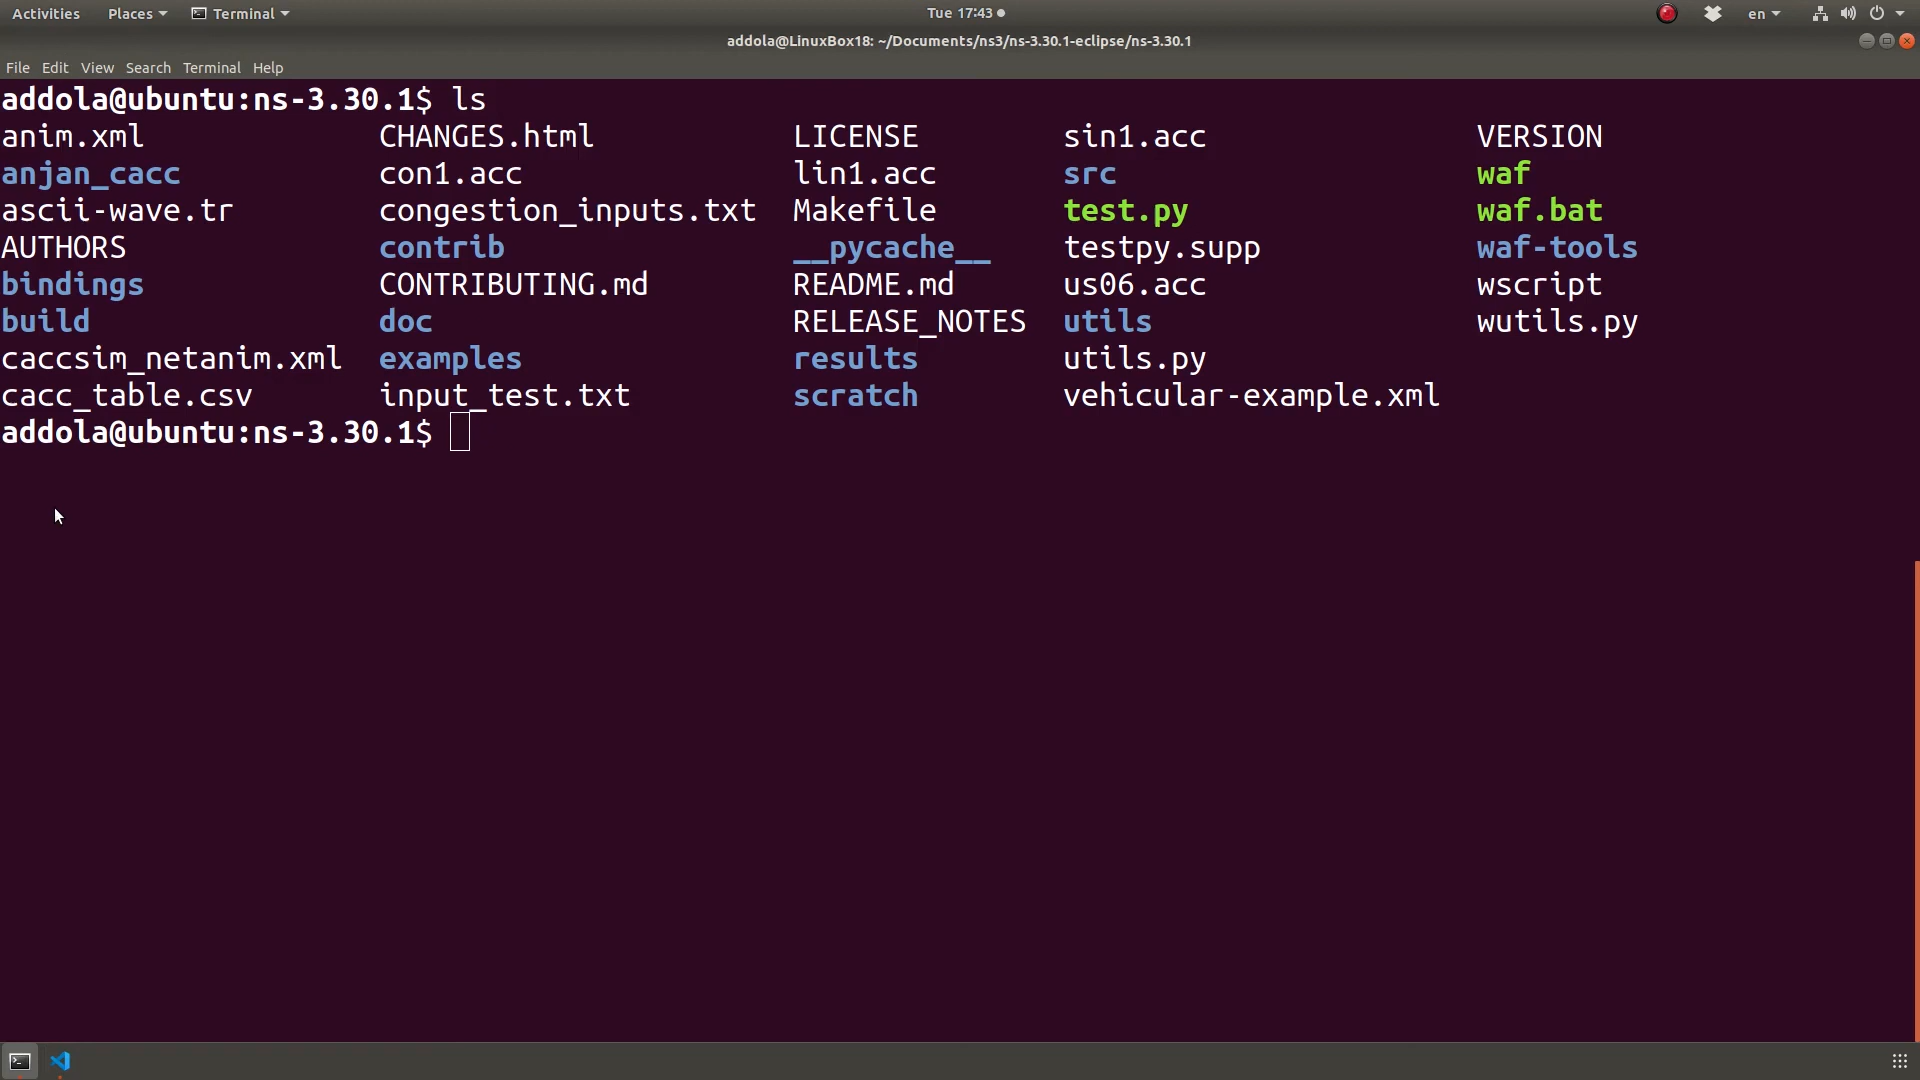 Activities Places Terminal Tue 17:43 en
addola@LinuxBox18: ~/Documents/ns3/ns-3.30.1-eclipse/ns-3.30.1
File Edit View Search Terminal Help
addola@ubuntu:ns-3.30.1$ ls
anim.xml CHANGES.html LICENSE sin1.acc VERSION
anjan_cacc con1.acc lin1.acc src waf
ascii-wave.tr congestion_inputs.txt Makefile test.py waf.bat
AUTHORS contrib __pycache__ testpy.supp waf-tools
bindings CONTRIBUTING.md README.md us06.acc wscript
build doc RELEASE_NOTES utils wutils.py
caccsim_netanim.xml examples results utils.py
cacc_table.csv input_test.txt scratch vehicular-example.xml
addola@ubuntu:ns-3.30.1$